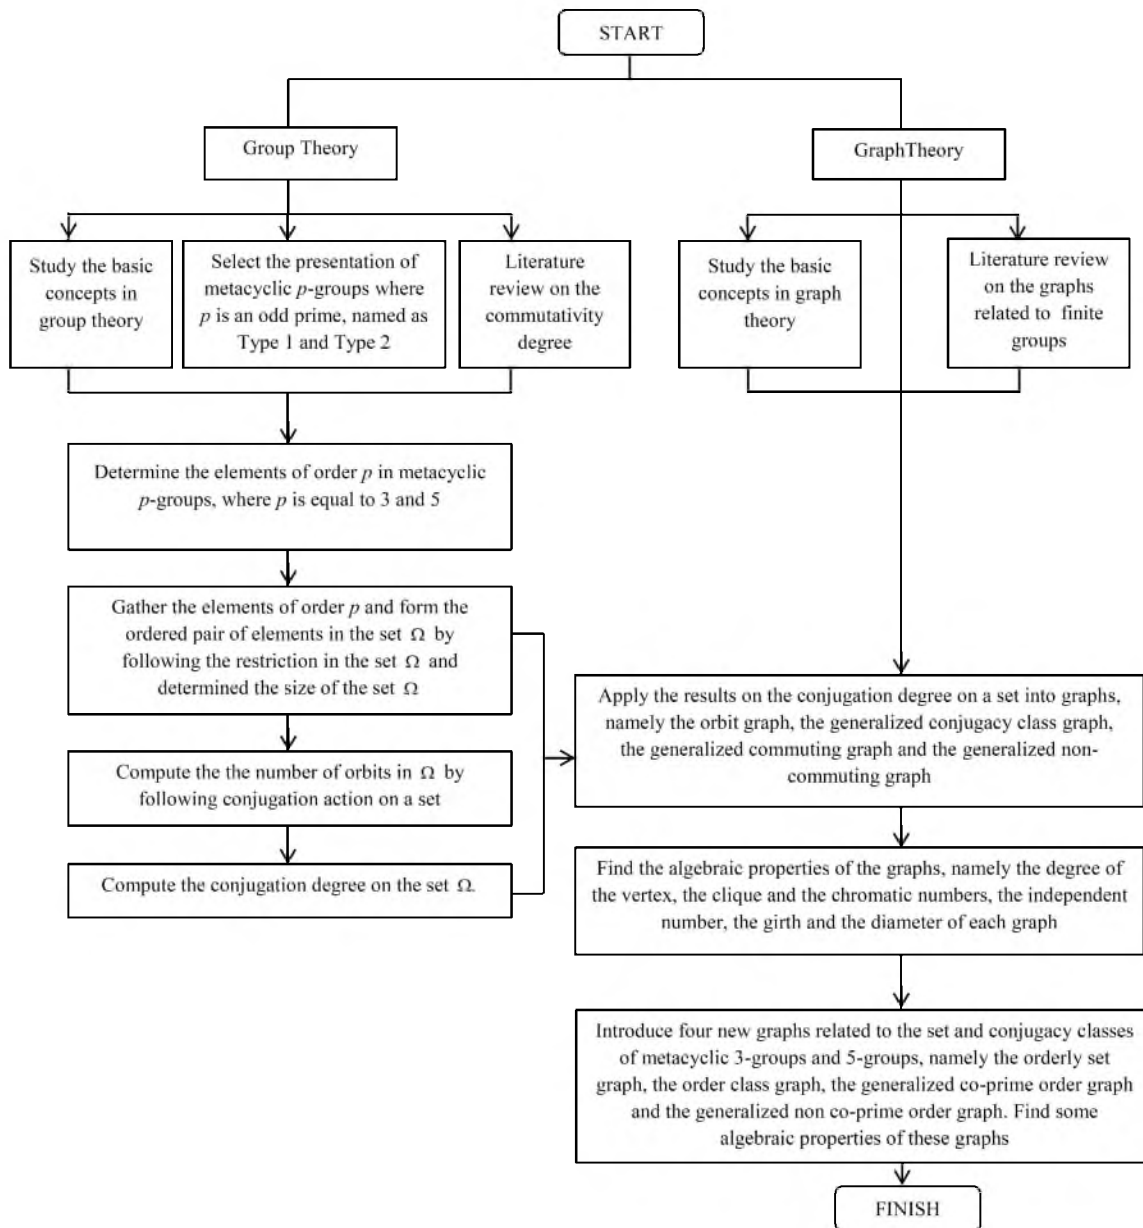 START
Group Theory
GraphTheory
Study the basic
concepts in
group theory
Select the presentation of
metacyclic p-groups where
p is an odd prime, named as
Type 1 and Type 2
Literature
review on the
commutativity
degree
Study the basic
concepts in graph
theory
Literature review
on the graphs
related to finite
groups
Determine the elements of order p in metacyclic
p-groups, where p is equal to 3 and 5
Gather the elements of order p and form the
ordered pair of elements in the set Ω by
following the restriction in the set Ω and
determined the size of the set Ω
Compute the the number of orbits in Ω by
following conjugation action on a set
Compute the conjugation degree on the set Ω.
Apply the results on the conjugation degree on a set into graphs,
namely the orbit graph, the generalized conjugacy class graph,
the generalized commuting graph and the generalized non-
commuting graph
Find the algebraic properties of the graphs, namely the degree of
the vertex, the clique and the chromatic numbers, the independent
number, the girth and the diameter of each graph
Introduce four new graphs related to the set and conjugacy classes
of metacyclic 3-groups and 5-groups, namely the orderly set
graph, the order class graph, the generalized co-prime order graph
and the generalized non co-prime order graph. Find some
algebraic properties of these graphs
FINISH